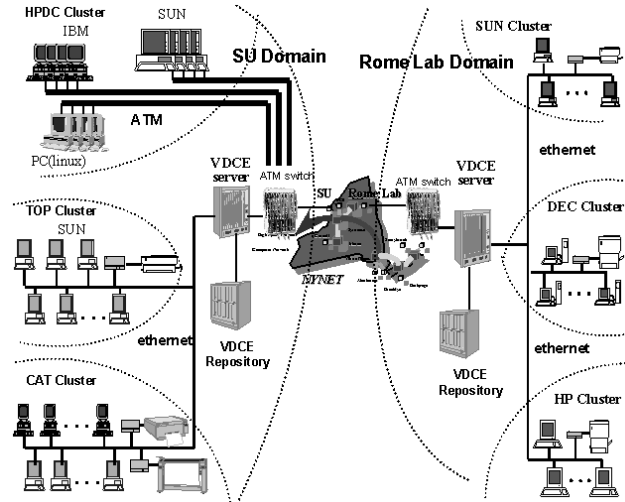 HPDC Cluster
IBM
SUN
SU Domain
ATM
PC(linux)
VDCE
server
ATM switch
TOP Cluster
SUN
ethernet
VDCE
Repository
CAT Cluster
SU
Rome Lab
NYNET
Rome Lab Domain
SUN Cluster
ethernet
VDCE
server
ATM switch
DEC Cluster
VDCE
Repository
ethernet
HP Cluster